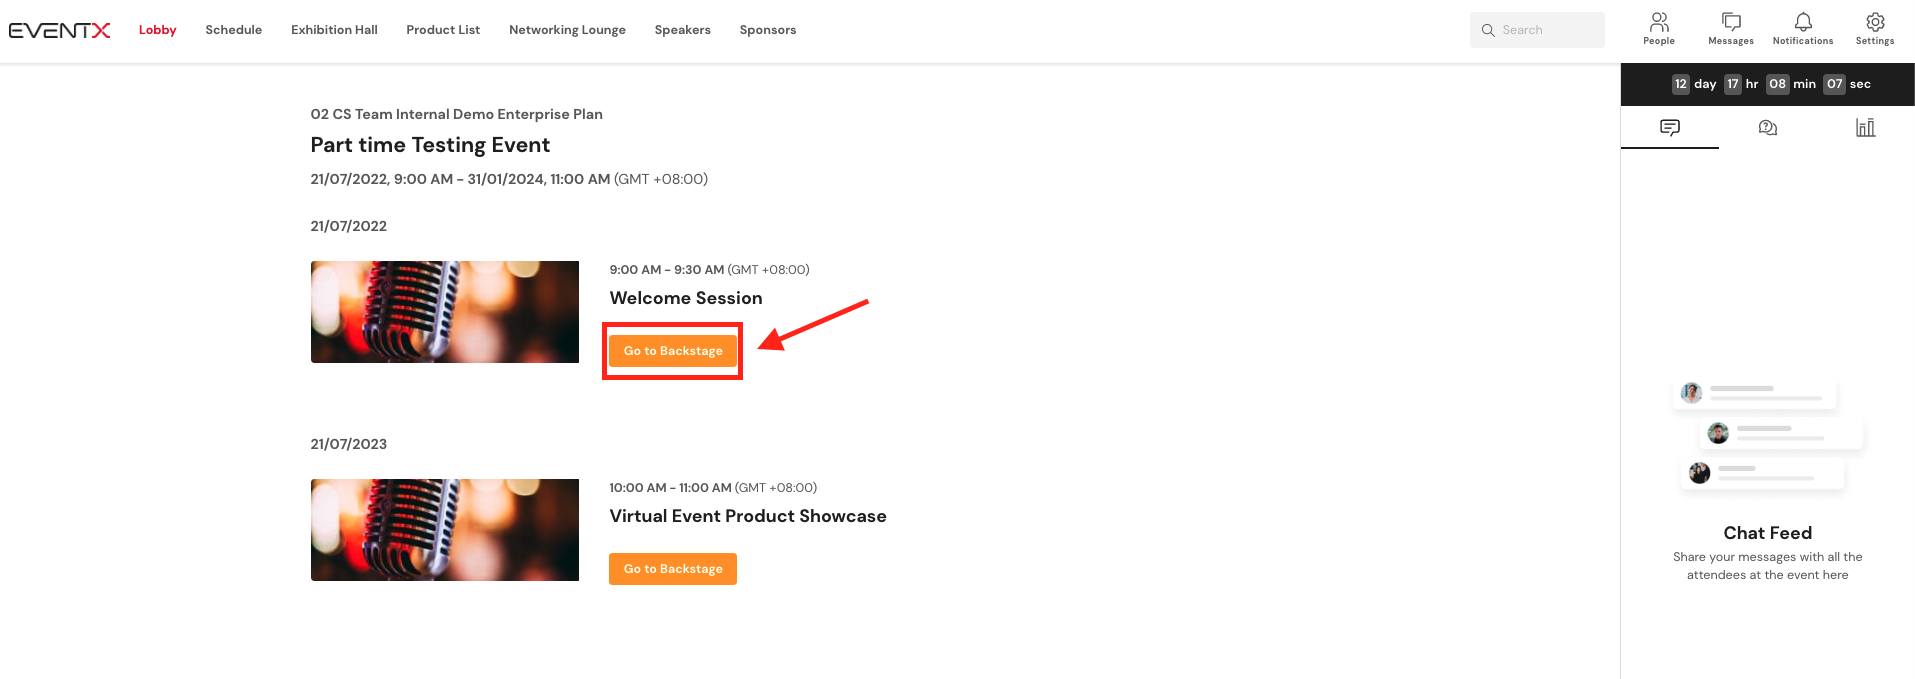 EVENTX
Lobby Schedule Exhibition Hall Product List Networking Lounge Speakers Sponsors
Search
People Messages Notifications Settings
12 day 17 hr 08 min 07 sec
02 CS Team Internal Demo Enterprise Plan
Part time Testing Event
21/07/2022, 9:00 AM - 31/01/2024, 11:00 AM (GMT +08:00)
21/07/2022
9:00 AM - 9:30 AM (GMT +08:00)
Welcome Session
Go to Backstage
21/07/2023
10:00 AM - 11:00 AM (GMT +08:00)
Virtual Event Product Showcase
Go to Backstage
Chat Feed
Share your messages with all the
attendees at the event here